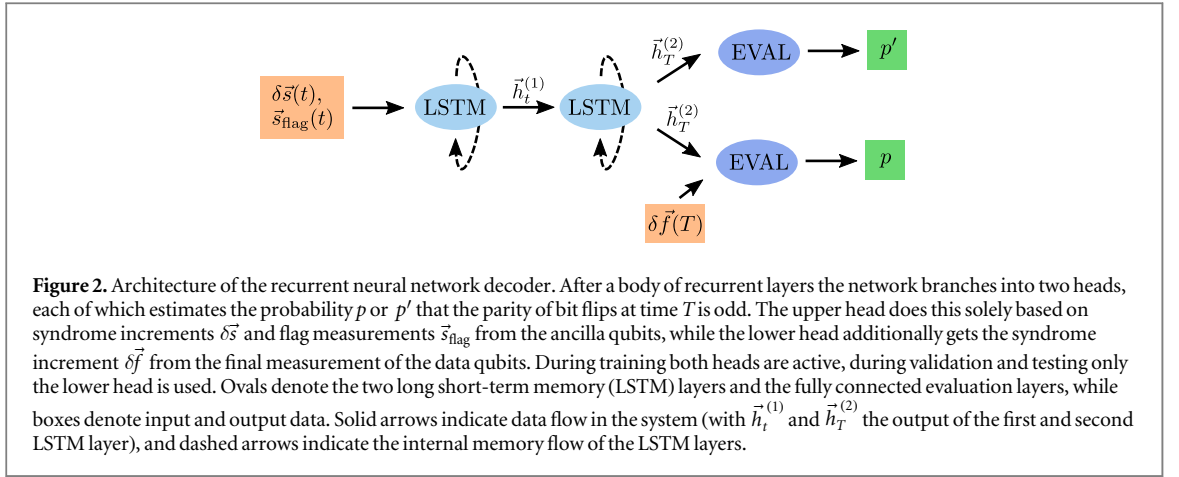 δs⃗(t),
s⃗_flag(t)
LSTM
h⃗_t^(1)
LSTM
h⃗_T^(2)
EVAL
p′
h⃗_T^(2)
EVAL
p
δf⃗(T)
Figure 2. Architecture of the recurrent neural network decoder. After a body of recurrent layers the network branches into two heads,
each of which estimates the probability p or p′ that the parity of bit flips at time T is odd. The upper head does this solely based on
syndrome increments δs⃗ and flag measurements s⃗_flag from the ancilla qubits, while the lower head additionally gets the syndrome
increment δf⃗ from the final measurement of the data qubits. During training both heads are active, during validation and testing only
the lower head is used. Ovals denote the two long short-term memory (LSTM) layers and the fully connected evaluation layers, while
boxes denote input and output data. Solid arrows indicate data flow in the system (with h⃗_t^(1) and h⃗_T^(2) the output of the first and second
LSTM layer), and dashed arrows indicate the internal memory flow of the LSTM layers.